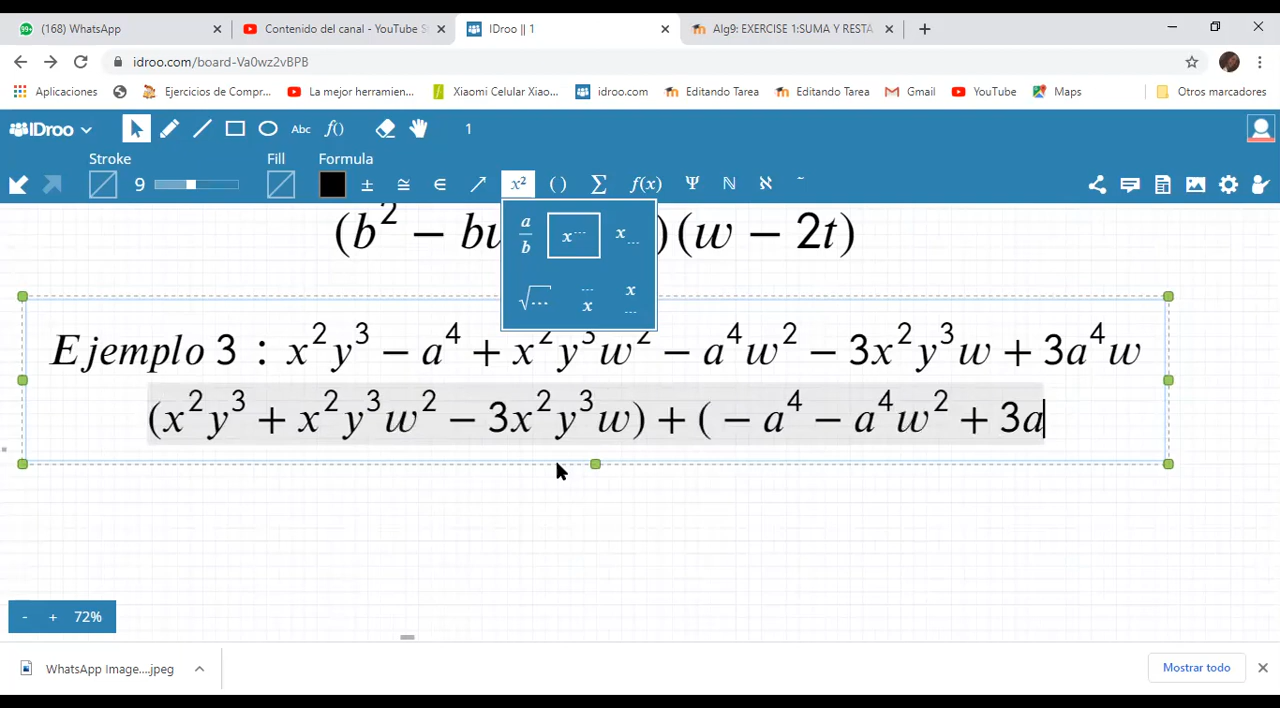 (168) WhatsApp
Contenido del canal - YouTube S
IDroo || 1
Alg9: EXERCISE 1:SUMA Y RESTA
idroo.com/board-Va0wz2vBPB
Aplicaciones
Ejercicios de Compr...
La mejor herramien...
Xiaomi Celular Xiao...
idroo.com
Editando Tarea
Editando Tarea
Gmail
YouTube
Maps
Otros marcadores
IDroo
Abc
f()
1
Stroke
Fill
Formula
9
± ≅ ∈ x² ( ) ∑ f(x) Ψ ℕ ℵ ~
a/b x^... x_...
√... ...x x...
(b² − bw )(w − 2t)
Ejemplo 3 : x²y³ − a⁴ + x²y³w² − a⁴w² − 3x²y³w + 3a⁴w
(x²y³ + x²y³w² − 3x²y³w) + ( − a⁴ − a⁴w² + 3a
- + 72%
WhatsApp Image....jpeg
Mostrar todo